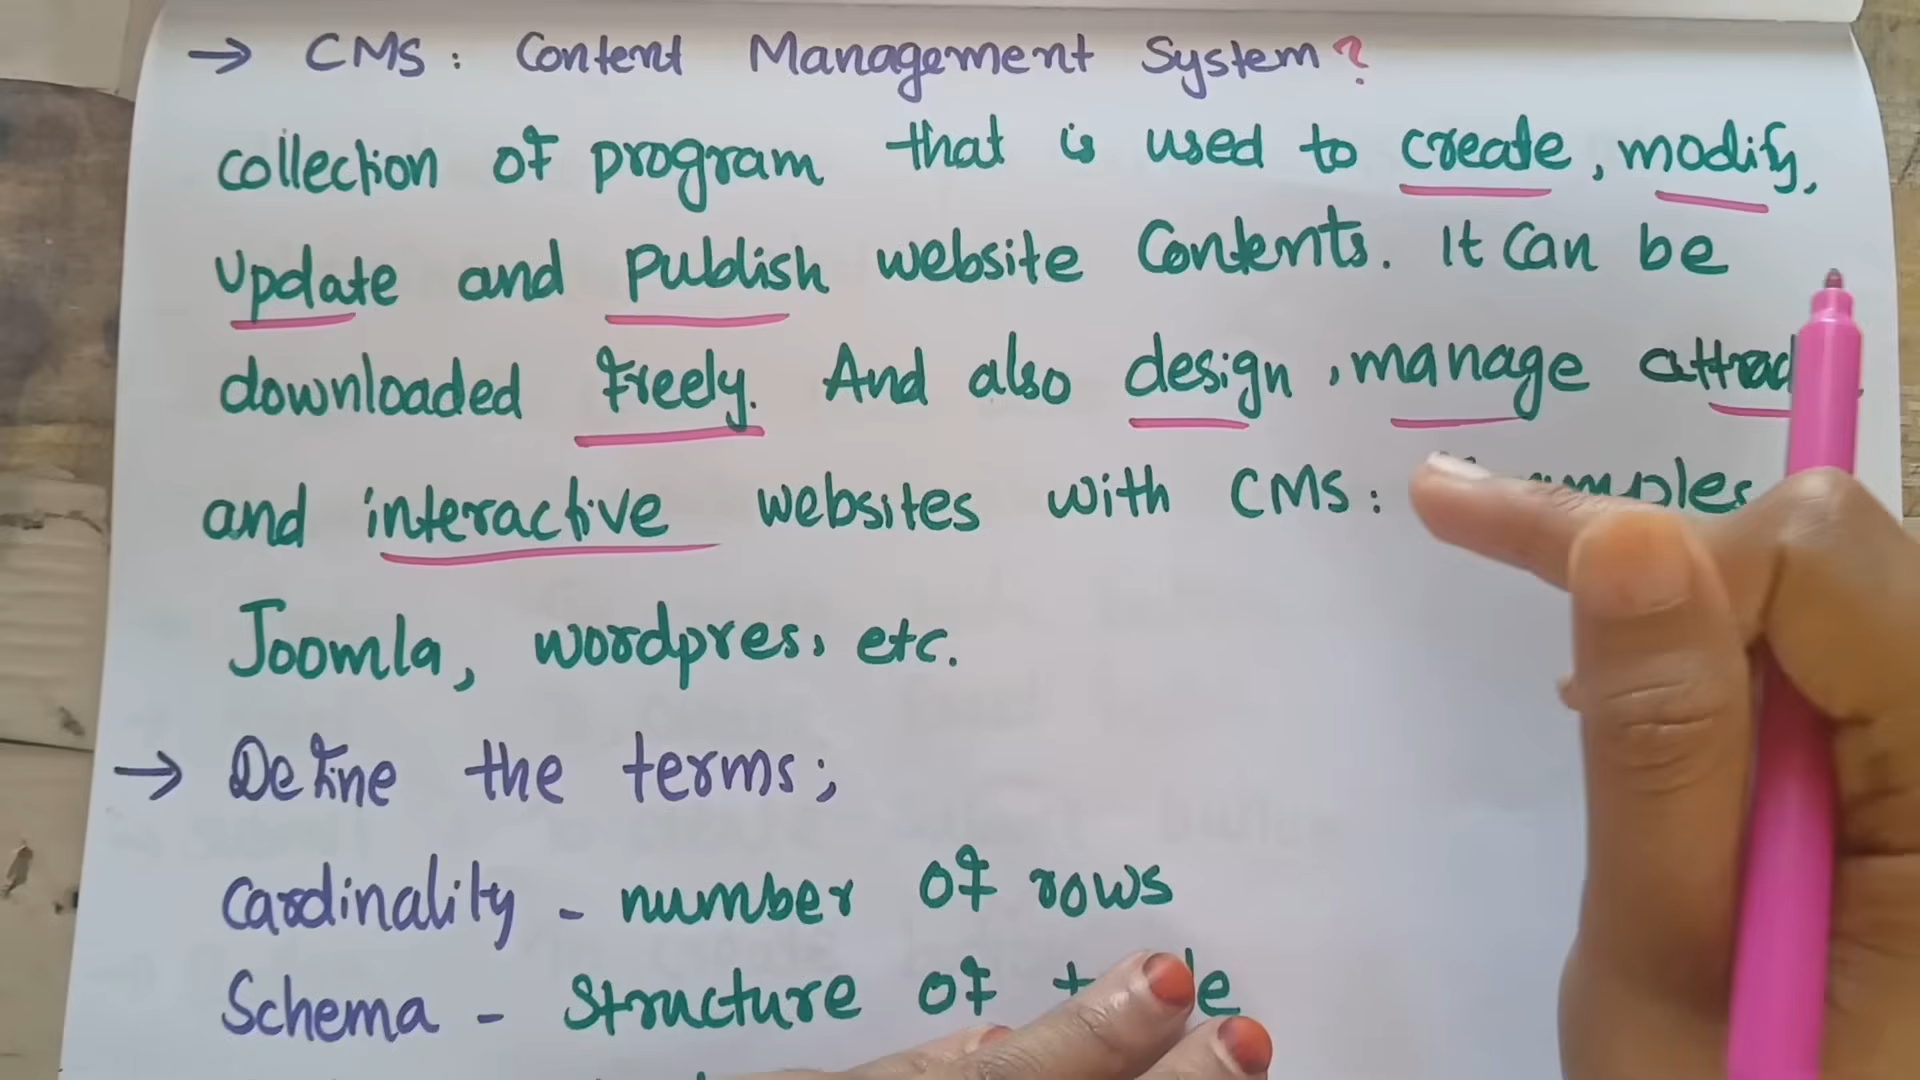 → CMS: Content Management System?
collection of program that is used to create, modify,
update and publish website Contents. It can be
downloaded freely. And also design, manage
and interactive websites with CMS:
Joomla, wordpres, etc.
→ Define the terms;
Cardinality - number of rows
Schema - Structure of